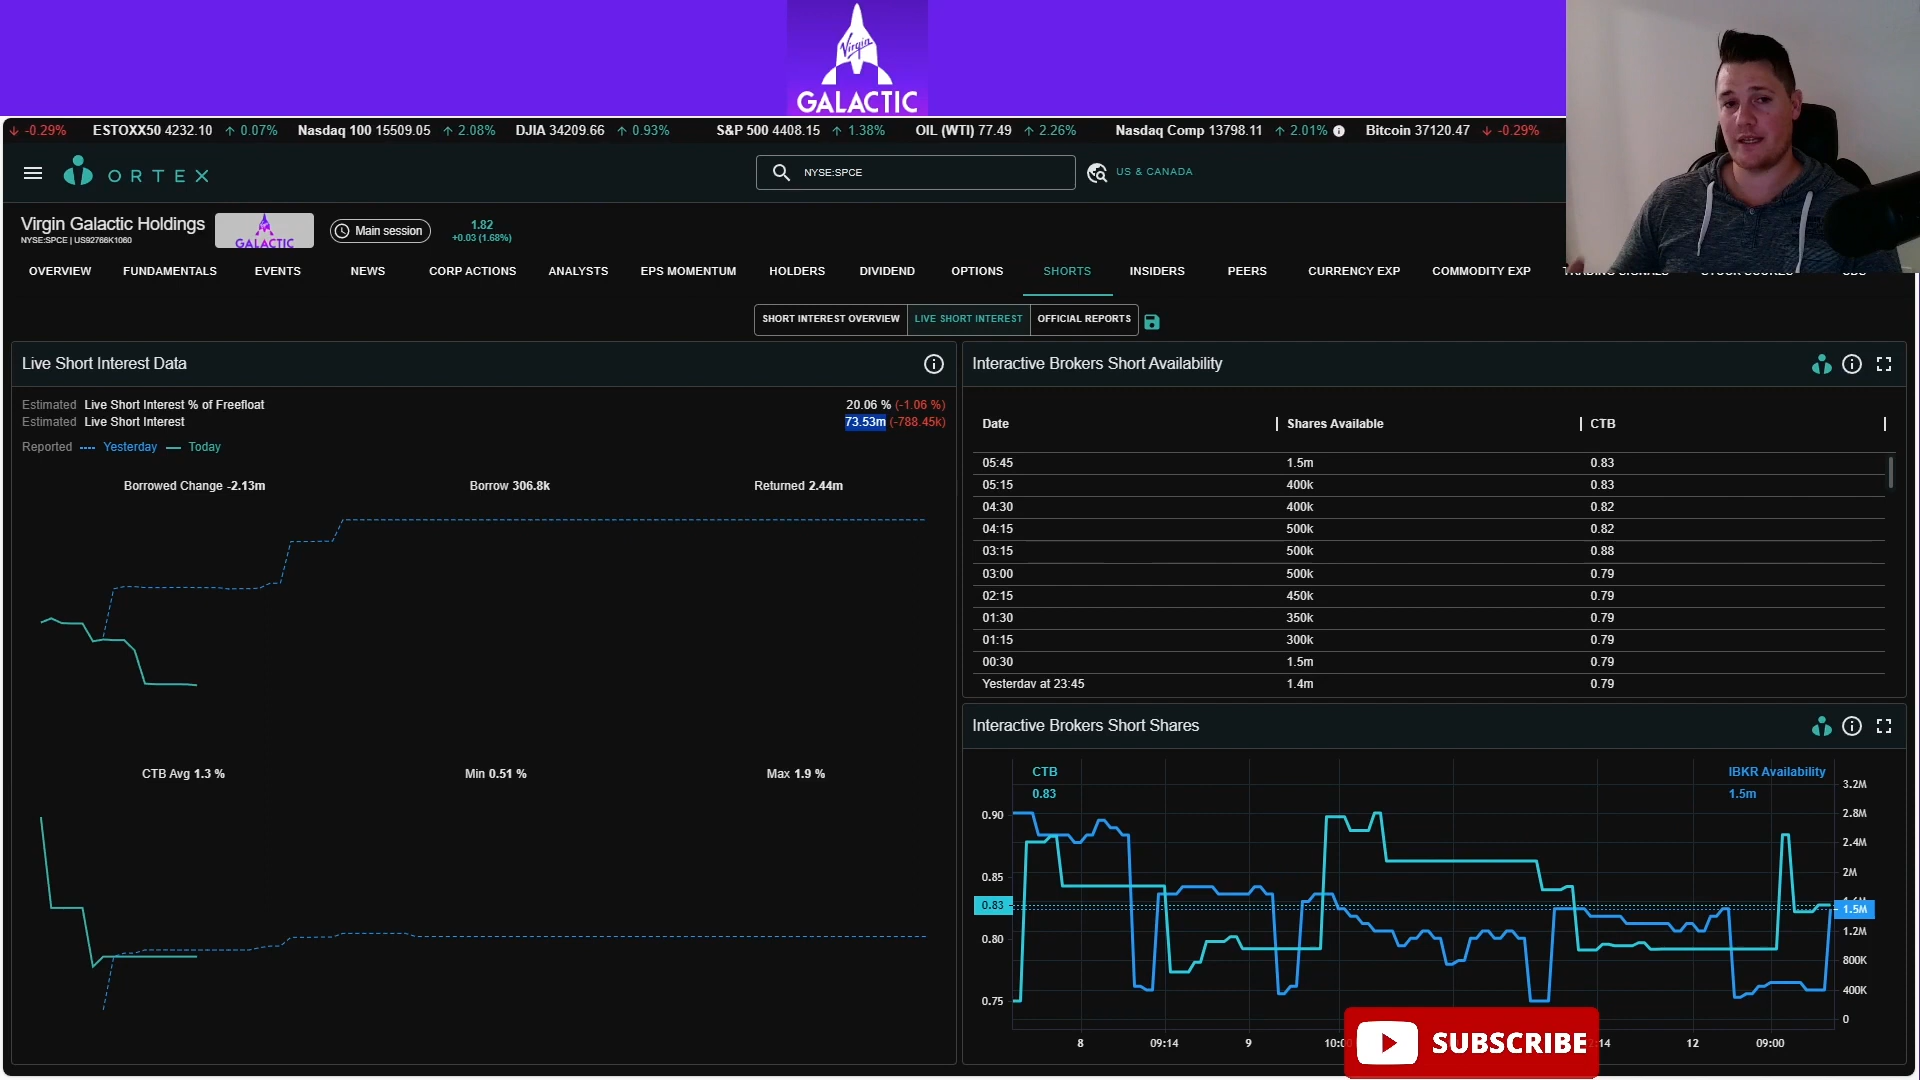 Virgin
GALACTIC
-0.29% ESTOXX50 4232.10 0.07% Nasdaq 100 15509.05 2.08% DJIA 34209.66 0.93% S&P 500 4408.15 1.38% OIL (WTI) 77.49 2.26% Nasdaq Comp 13798.11 2.01% Bitcoin 37120.47 -0.29%
ORTEX
NYSE:SPCE
US & CANADA
Virgin Galactic Holdings
NYSE:SPCE | US92766K1060
GALACTIC
Main session
1.82
+0.03 (1.68%)
OVERVIEW FUNDAMENTALS EVENTS NEWS CORP ACTIONS ANALYSTS EPS MOMENTUM HOLDERS DIVIDEND OPTIONS SHORTS INSIDERS PEERS CURRENCY EXP COMMODITY EXP TRADING SIGNALS STOCK SCORES
SHORT INTEREST OVERVIEW LIVE SHORT INTEREST OFFICIAL REPORTS
Live Short Interest Data
Estimated Live Short Interest % of Freefloat 20.06 % (-1.06 %)
Estimated Live Short Interest 73.53m (-788.45k)
Reported Yesterday Today
Borrowed Change -2.13m Borrow 306.8k Returned 2.44m
CTB Avg 1.3 % Min 0.51 % Max 1.9 %
Interactive Brokers Short Availability
Date Shares Available CTB
05:45 1.5m 0.83
05:15 400k 0.83
04:30 400k 0.82
04:15 500k 0.82
03:15 500k 0.88
03:00 500k 0.79
02:15 450k 0.79
01:30 350k 0.79
01:15 300k 0.79
00:30 1.5m 0.79
Yesterday at 23:45 1.4m 0.79
Interactive Brokers Short Shares
CTB IBKR Availability
0.83 1.5m
3.2M
0.90 2.8M
2.4M
0.85 2M
0.83 1.5M
0.80 1.2M
800K
0.75 400K
0
8 09:14 9 10:00 12 09:00
SUBSCRIBE